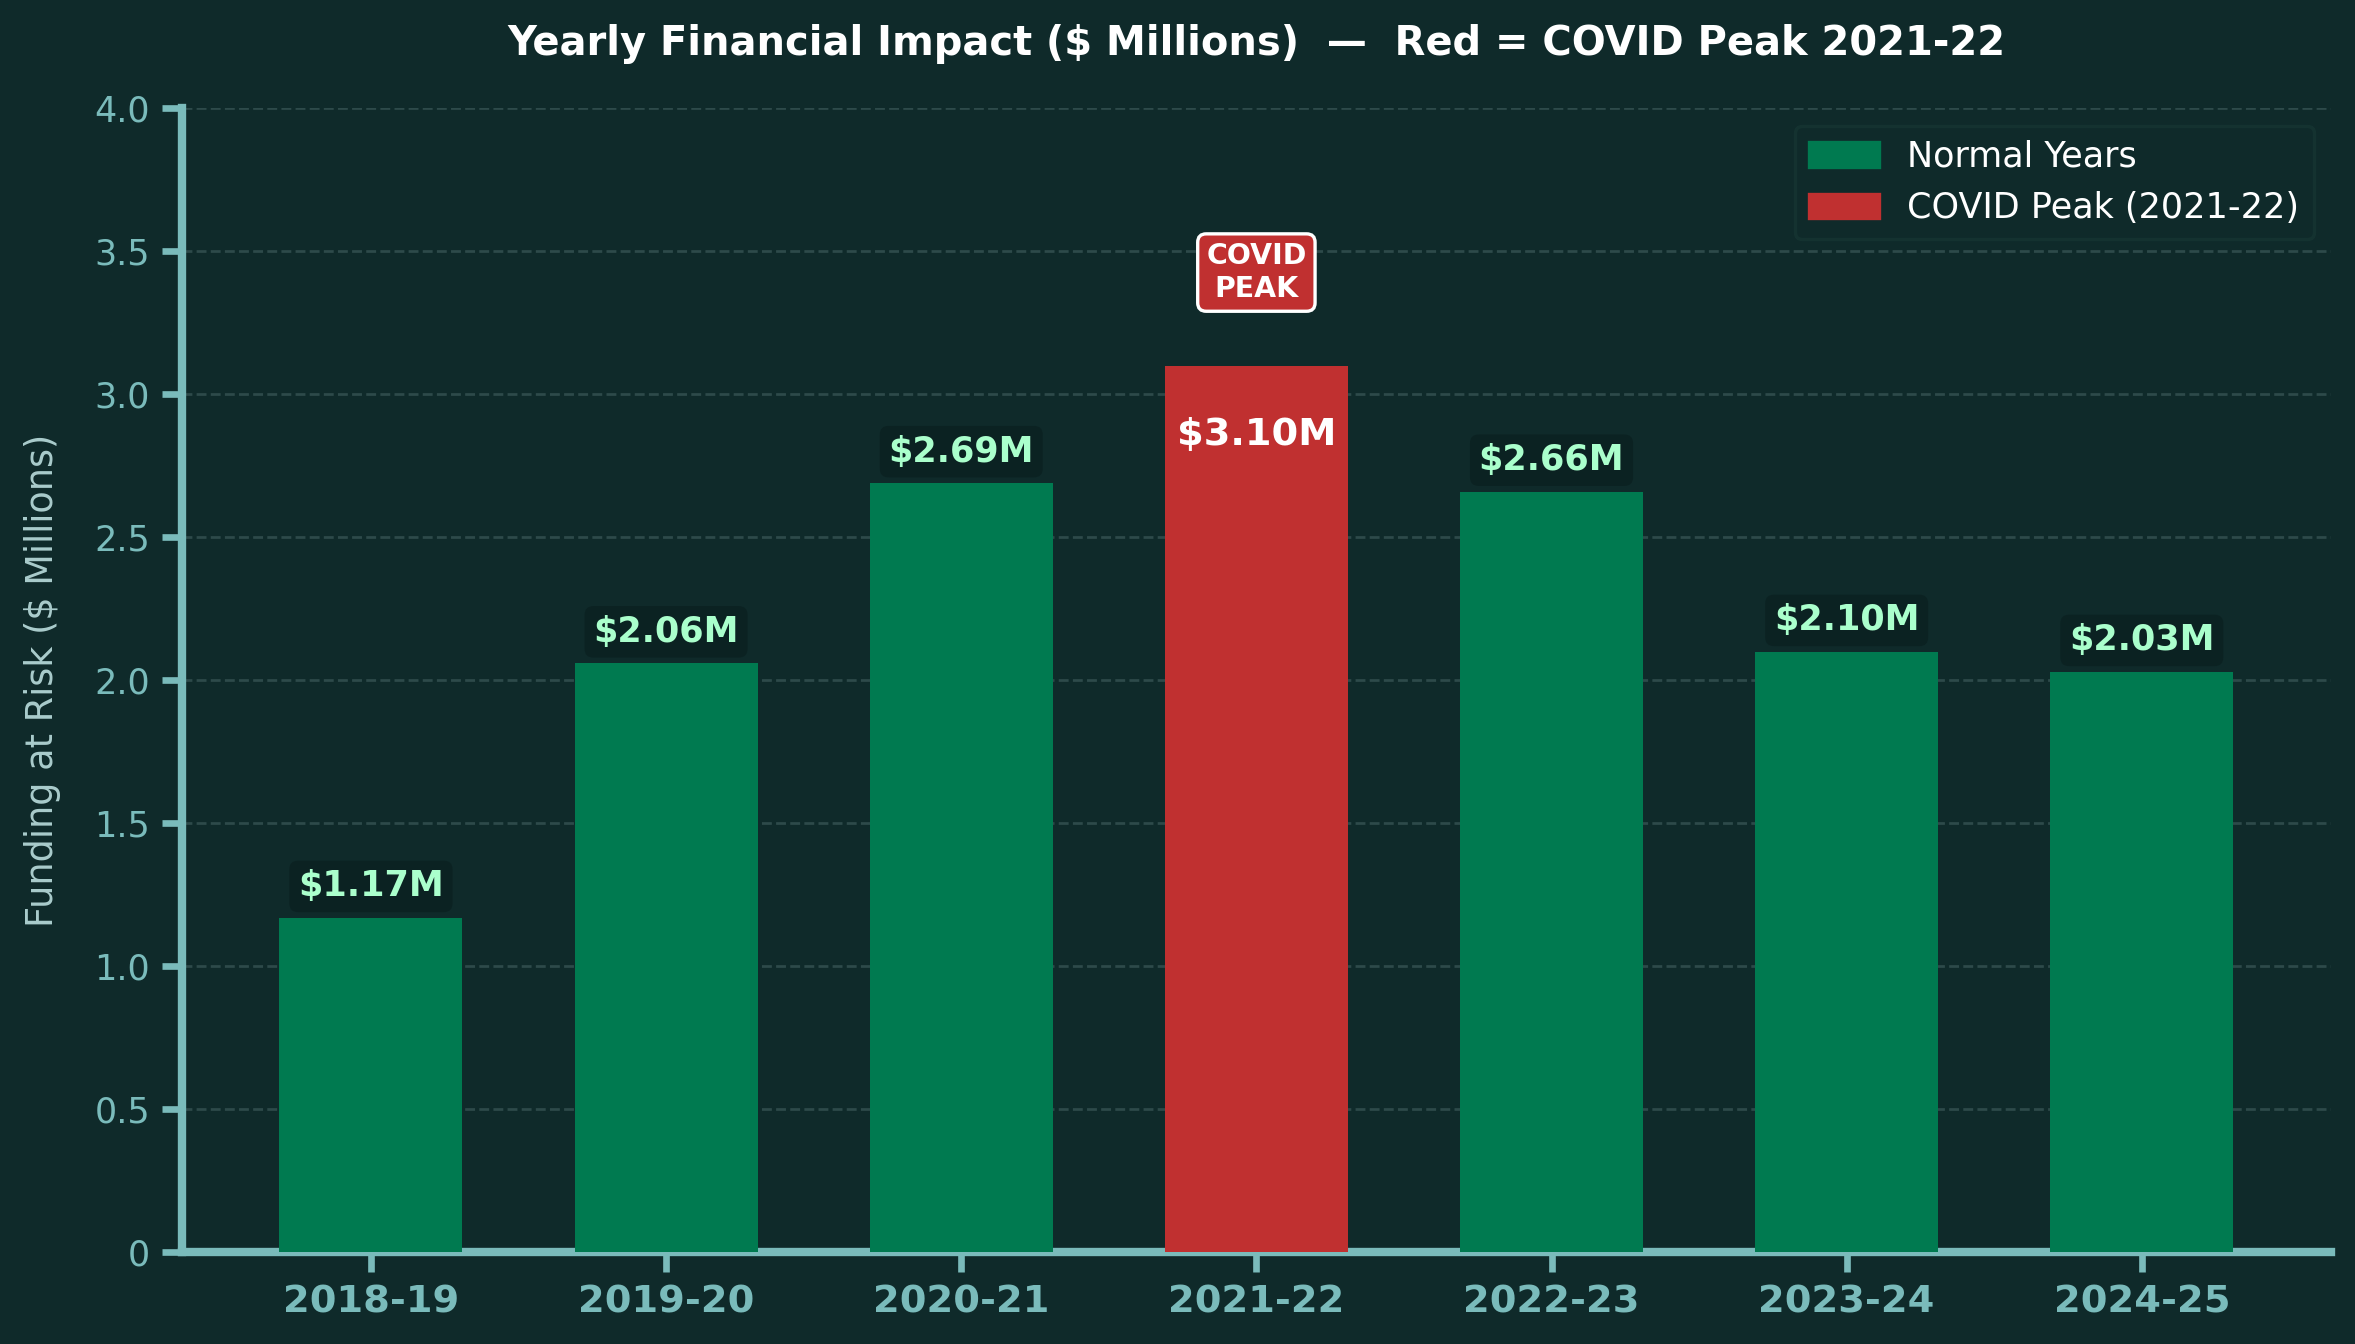 Yearly Financial Impact ($ Millions) — Red = COVID Peak 2021-22
Normal Years
COVID Peak (2021-22)
Funding at Risk ($ Millions)
4.0
3.5
3.0
2.5
2.0
1.5
1.0
0.5
0
COVID
PEAK
$1.17M
$2.06M
$2.69M
$3.10M
$2.66M
$2.10M
$2.03M
2018-19
2019-20
2020-21
2021-22
2022-23
2023-24
2024-25